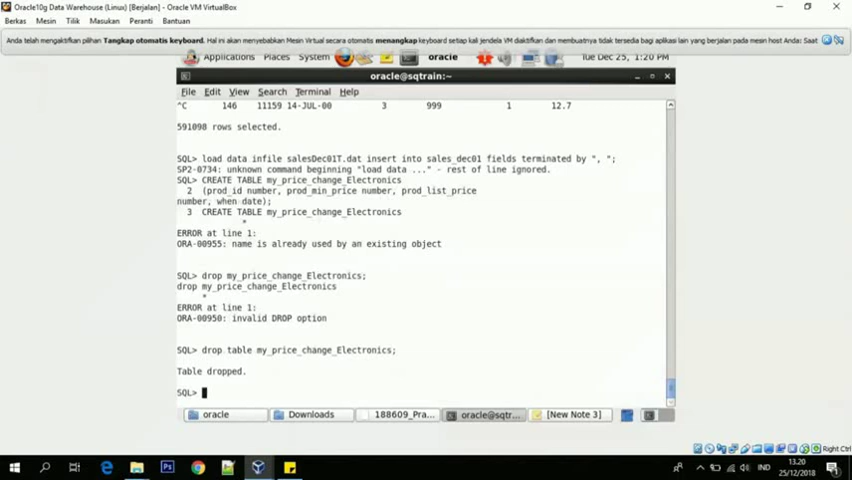 Oracle10g Data Warehouse (Linux) [Berjalan] - Oracle VM VirtualBox
Berkas Mesin Tilik Masukan Peranti Bantuan
Anda telah mengaktifkan pilihan Tangkap otomatis keyboard. Hal ini akan menyebabkan Mesin Virtual secara otomatis menangkap keyboard setiap kali jendela VM diaktifkan dan membuatnya tidak tersedia bagi aplikasi lain yang berjalan pada mesin host Anda: Saat
Applications Places System oracle Tue Dec 25, 1:20 PM
oracle@sqtrain:~
File Edit View Search Terminal Help
^C 146 11159 14-JUL-00 3 999 1 12.7
591098 rows selected.
SQL> load data infile salesDec01T.dat insert into sales_dec01 fields terminated by ", ";
SP2-0734: unknown command beginning "load data ..." - rest of line ignored.
SQL> CREATE TABLE my_price_change_Electronics
2 (prod_id number, prod_min_price number, prod_list_price
number, when date);
3 CREATE TABLE my_price_change_Electronics
*
ERROR at line 1:
ORA-00955: name is already used by an existing object
SQL> drop my_price_change_Electronics;
drop my_price_change_Electronics
*
ERROR at line 1:
ORA-00950: invalid DROP option
SQL> drop table my_price_change_Electronics;
Table dropped.
SQL>
oracle Downloads 188609_Pra... oracle@sqtr... [New Note 3]
Right Ctrl
IND 13.20
25/12/2018